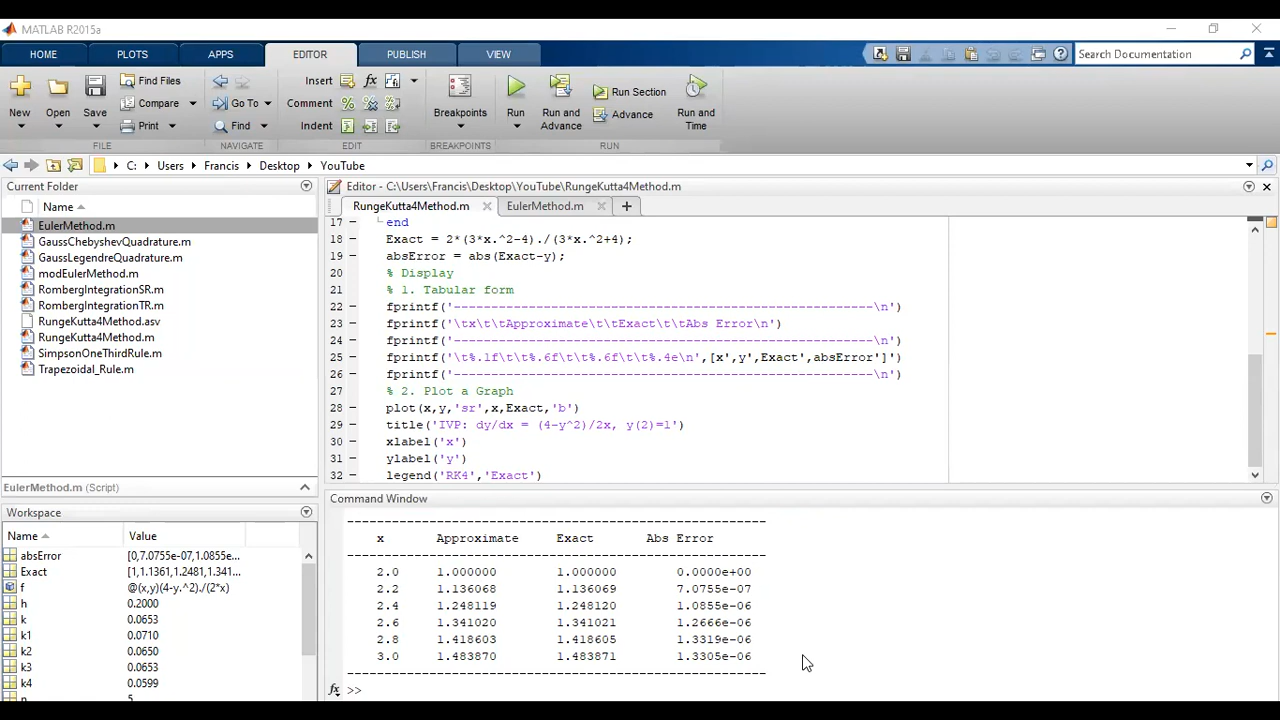 MATLAB R2015a
HOME PLOTS APPS EDITOR PUBLISH VIEW Search Documentation
New Open Save Find Files Compare Print Go To Find Insert fx Comment Indent Breakpoints Run Run and Advance Run Section Advance Run and Time
FILE NAVIGATE EDIT BREAKPOINTS RUN
C: Users Francis Desktop YouTube
Current Folder
Name
EulerMethod.m
GaussChebyshevQuadrature.m
GaussLegendreQuadrature.m
modEulerMethod.m
RombergIntegrationSR.m
RombergIntegrationTR.m
RungeKutta4Method.asv
RungeKutta4Method.m
SimpsonOneThirdRule.m
Trapezoidal_Rule.m
EulerMethod.m (Script)
Workspace
Name Value
absError [0,7.0755e-07,1.0855e...
Exact [1,1.1361,1.2481,1.341...
f @(x,y)(4-y.^2)./(2*x)
h 0.2000
k 0.0653
k1 0.0710
k2 0.0650
k3 0.0653
k4 0.0599
n 5
Editor - C:\Users\Francis\Desktop\YouTube\RungeKutta4Method.m
RungeKutta4Method.m EulerMethod.m
17 - end
18 - Exact = 2*(3*x.^2-4)./(3*x.^2+4);
19 - absError = abs(Exact-y);
20 % Display
21 % 1. Tabular form
22 - fprintf('--------------------------------------------------------\n')
23 - fprintf('\tx\t\tApproximate\t\tExact\t\tAbs Error\n')
24 - fprintf('--------------------------------------------------------\n')
25 - fprintf('\t%.1f\t\t%.6f\t\t%.6f\t\t%.4e\n',[x',y',Exact',absError']')
26 - fprintf('--------------------------------------------------------\n')
27 % 2. Plot a Graph
28 - plot(x,y,'sr',x,Exact,'b')
29 - title('IVP: dy/dx = (4-y^2)/2x, y(2)=1')
30 - xlabel('x')
31 - ylabel('y')
32 - legend('RK4','Exact')
Command Window
--------------------------------------------------------
x Approximate Exact Abs Error
--------------------------------------------------------
2.0 1.000000 1.000000 0.0000e+00
2.2 1.136068 1.136069 7.0755e-07
2.4 1.248119 1.248120 1.0855e-06
2.6 1.341020 1.341021 1.2666e-06
2.8 1.418603 1.418605 1.3319e-06
3.0 1.483870 1.483871 1.3305e-06
--------------------------------------------------------
fx >>